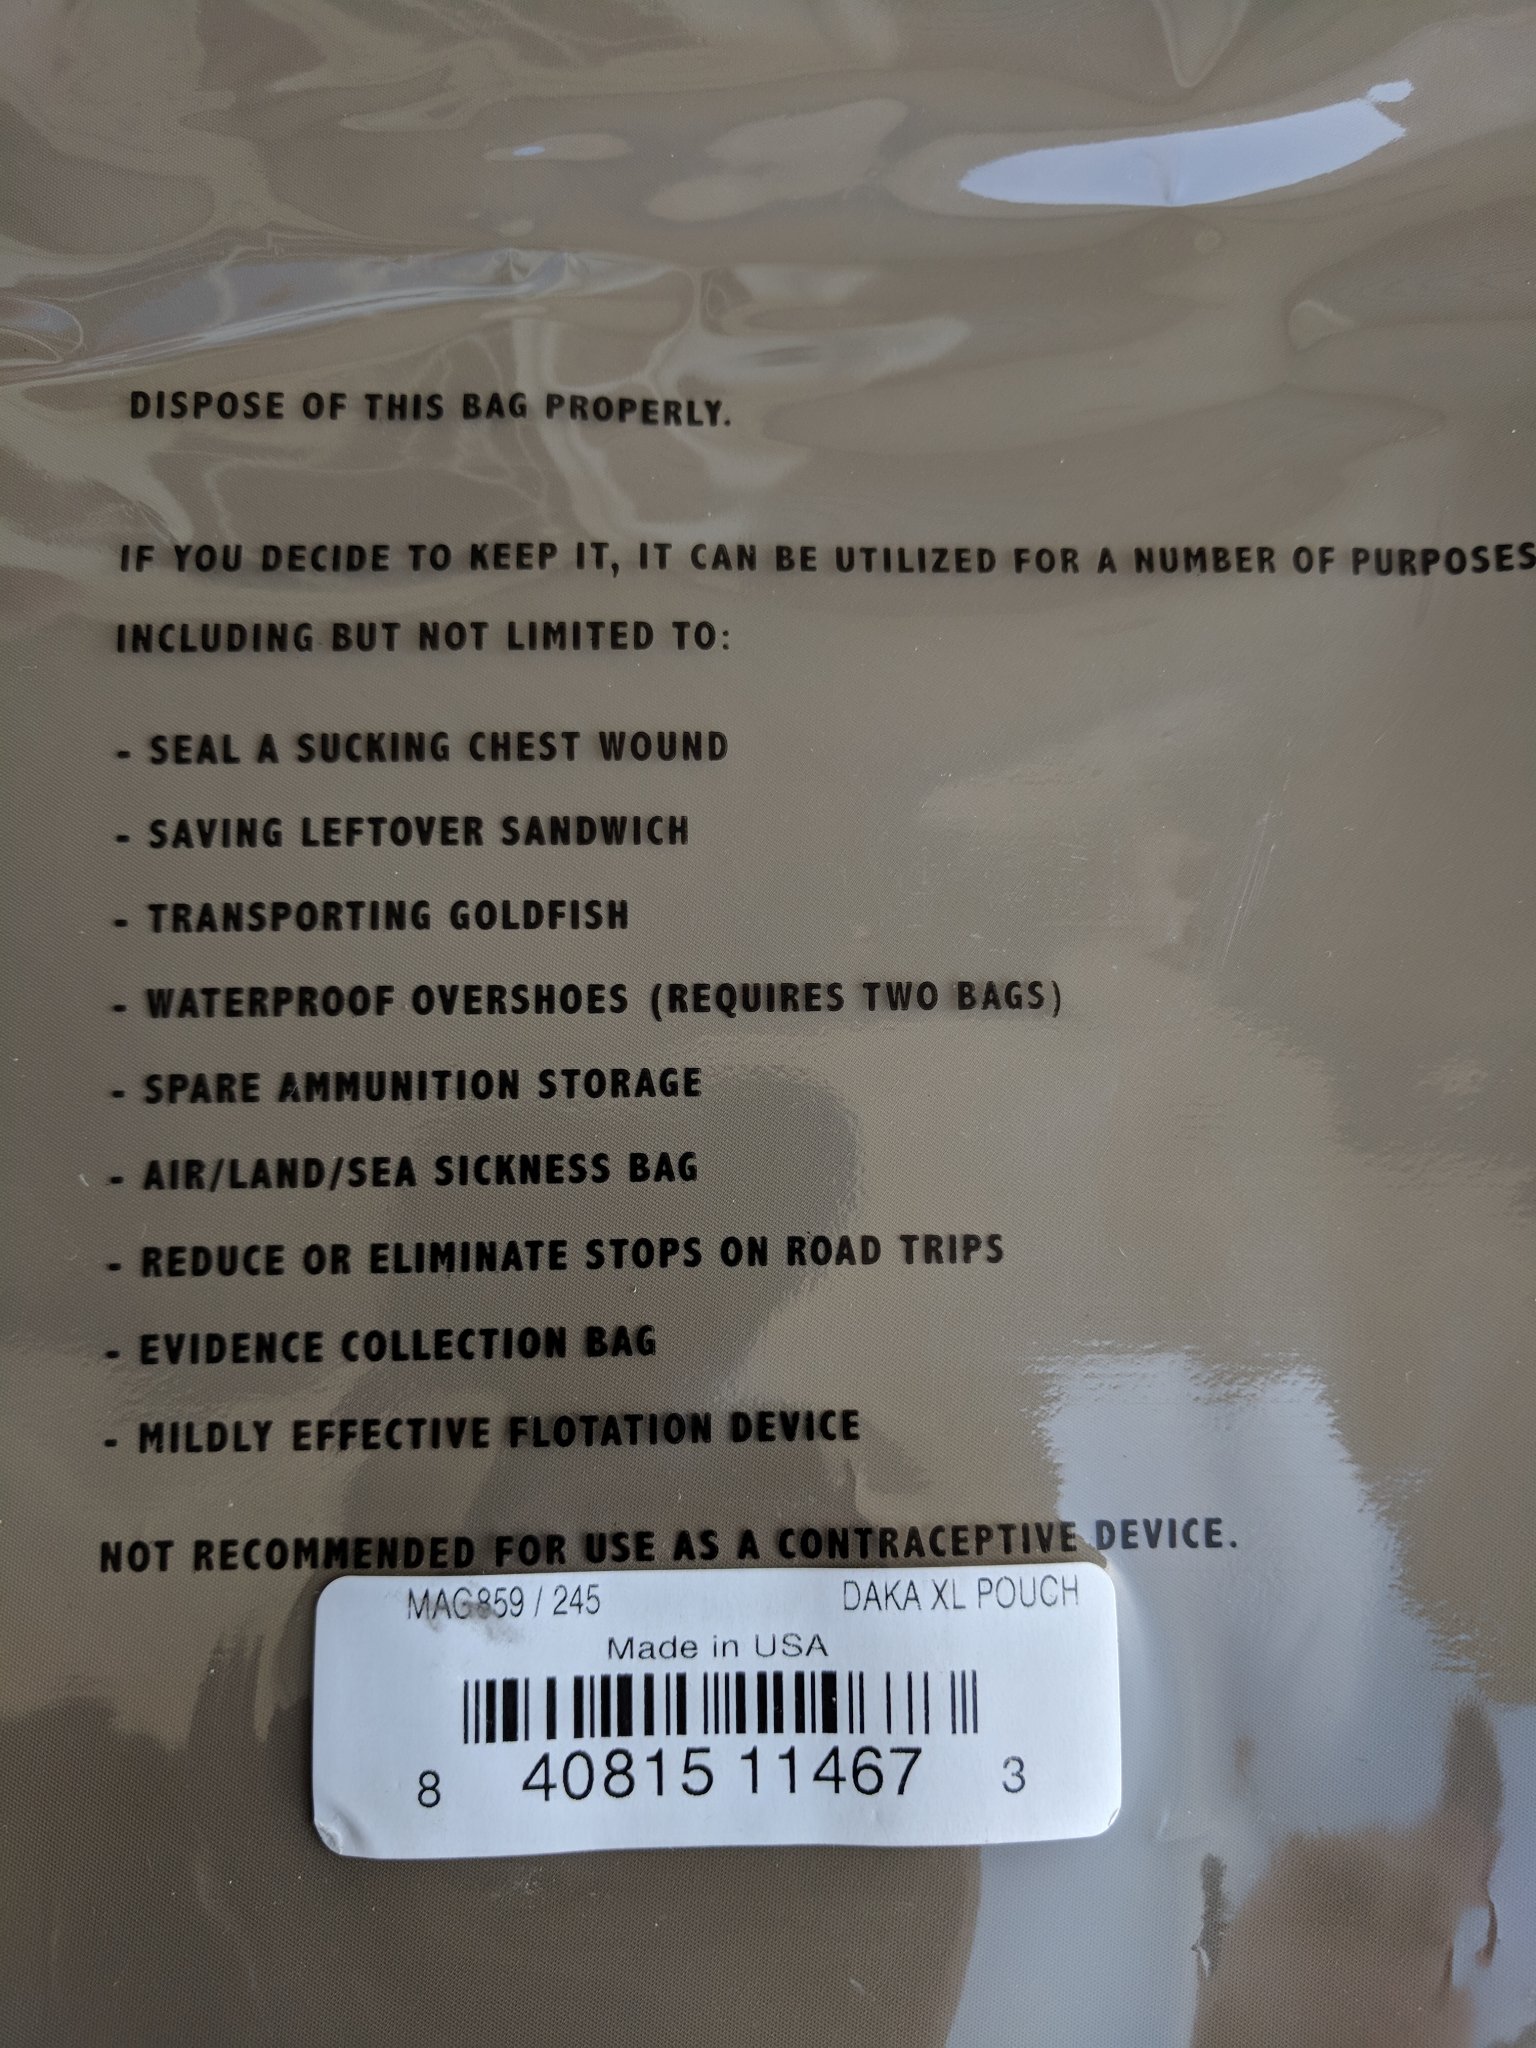 DISPOSE OF THIS BAG PROPERLY.
IF YOU DECIDE TO KEEP IT, IT CAN BE UTILIZED FOR A NUMBER OF PURPOSES
INCLUDING BUT NOT LIMITED TO:
- SEAL A SUCKING CHEST WOUND
- SAVING LEFTOVER SANDWICH
- TRANSPORTING GOLDFISH
- WATERPROOF OVERSHOES (REQUIRES TWO BAGS)
- SPARE AMMUNITION STORAGE
- AIR/LAND/SEA SICKNESS BAG
- REDUCE OR ELIMINATE STOPS ON ROAD TRIPS
- EVIDENCE COLLECTION BAG
- MILDLY EFFECTIVE FLOTATION DEVICE
NOT RECOMMENDED FOR USE AS A CONTRACEPTIVE DEVICE.
MAG859 / 245 DAKA XL POUCH
Made in USA
8 40815 11467 3